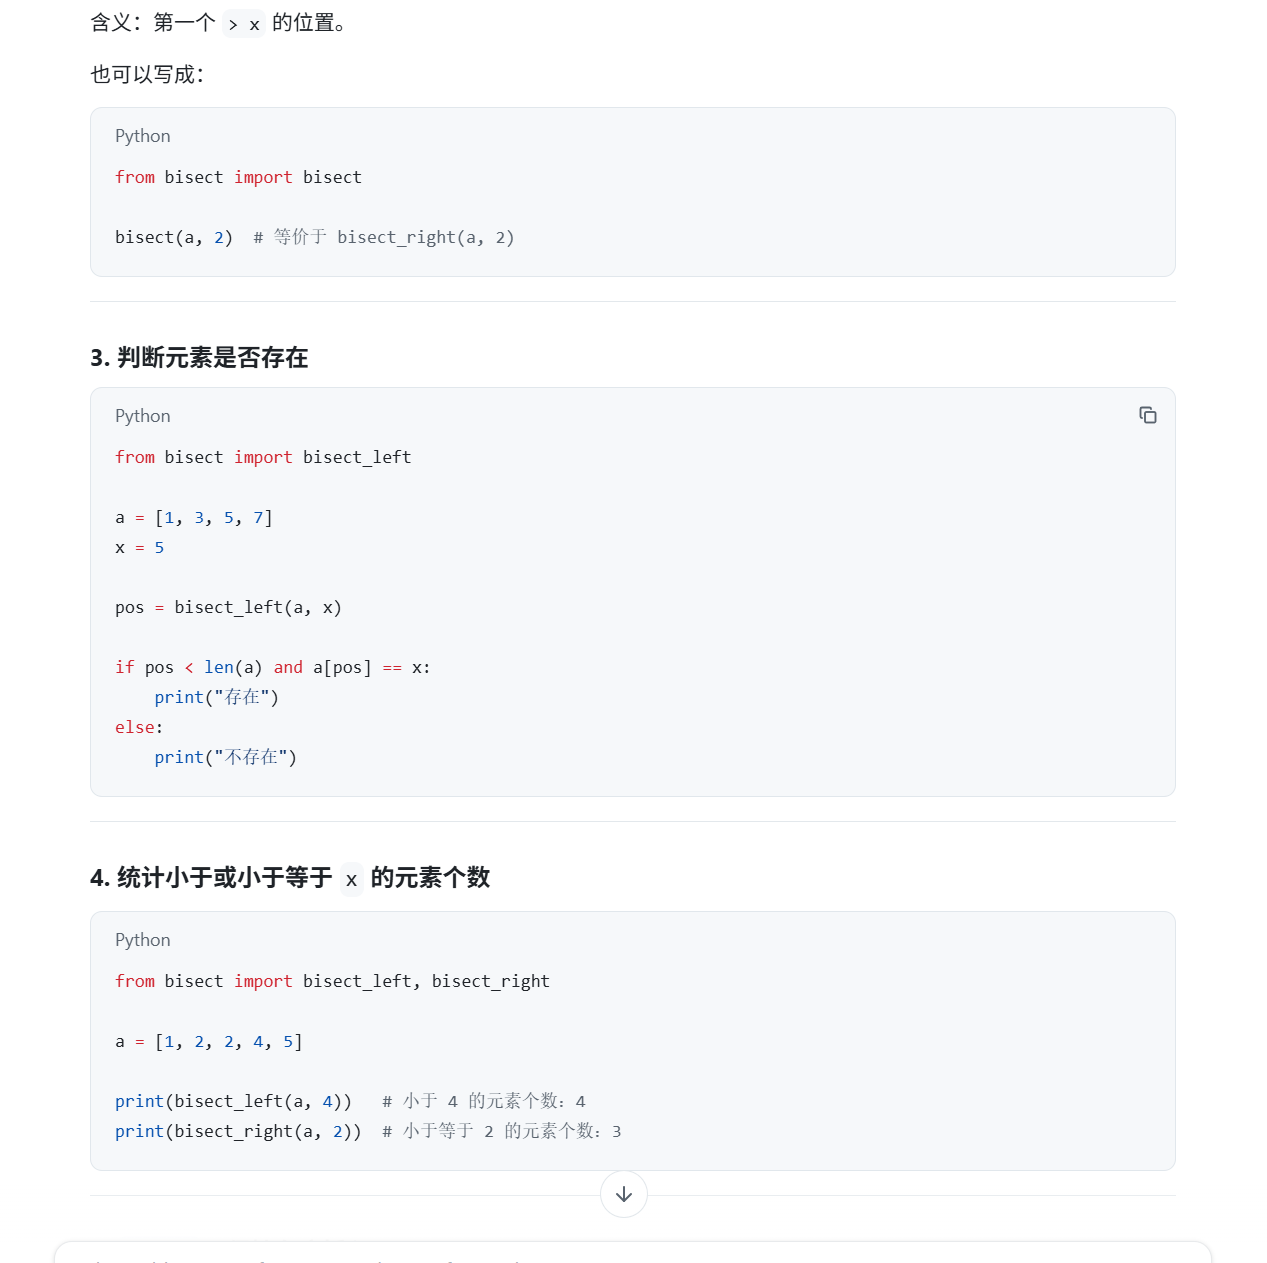 含义：第一个 > x 的位置。
也可以写成：
Python
from bisect import bisect
bisect(a, 2)  # 等价于 bisect_right(a, 2)
3. 判断元素是否存在
Python
from bisect import bisect_left
a = [1, 3, 5, 7]
x = 5
pos = bisect_left(a, x)
if pos < len(a) and a[pos] == x:
    print("存在")
else:
    print("不存在")
4. 统计小于或小于等于 x 的元素个数
Python
from bisect import bisect_left, bisect_right
a = [1, 2, 2, 4, 5]
print(bisect_left(a, 4))   # 小于 4 的元素个数：4
print(bisect_right(a, 2))  # 小于等于 2 的元素个数：3